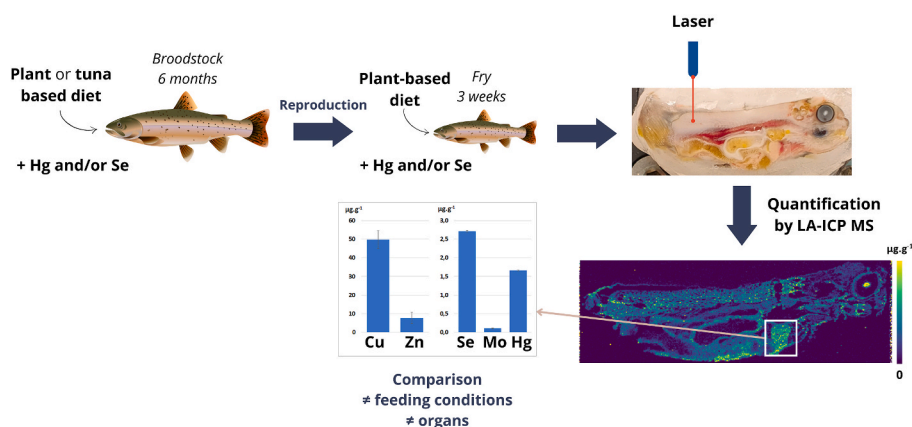 Broodstock
6 months
Plant or tuna
based diet
+ Hg and/or Se
Reproduction
Plant-based
diet
Fry
3 weeks
+ Hg and/or Se
Laser
Quantification
by LA-ICP MS
µg.g⁻¹
0
µg.g⁻¹
60
50
40
30
20
10
0
Cu Zn
µg.g⁻¹
3,0
2,5
2,0
1,5
1,0
0,5
0,0
Se Mo Hg
Comparison
≠ feeding conditions
≠ organs